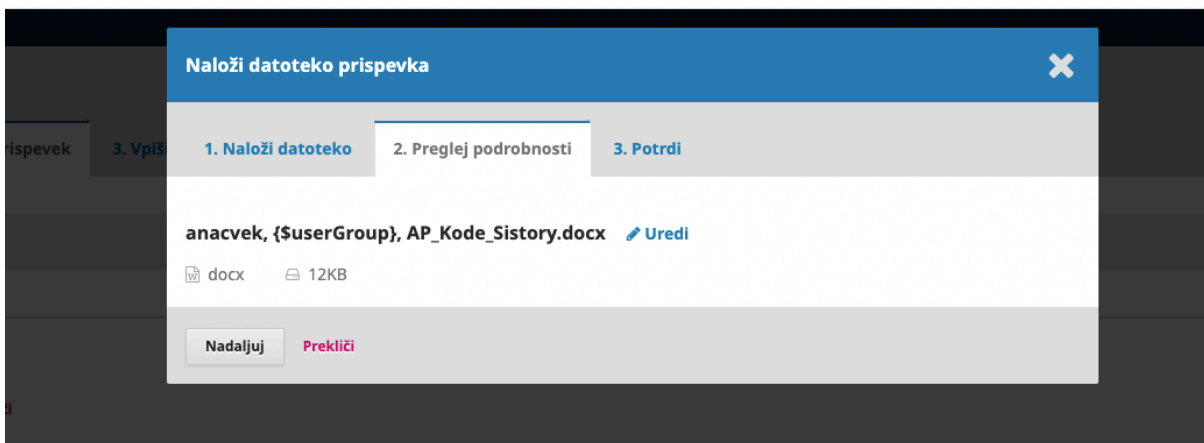 Naloži datoteko prispevka
rispevek 3. Vpiš
1. Naloži datoteko 2. Preglej podrobnosti 3. Potrdi
anacvek, {$userGroup}, AP_Kode_Sistory.docx Uredi
docx 12KB
Nadaljuj Prekliči
či